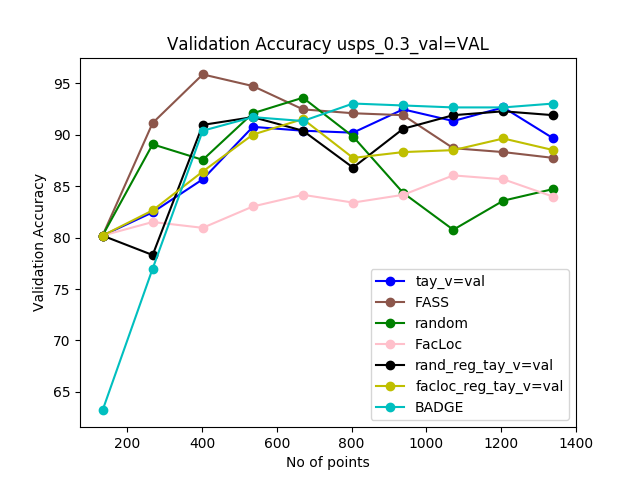 Validation Accuracy usps_0.3_val=VAL
Validation Accuracy
95
90
85
80
75
70
65
tay_v=val
FASS
random
FacLoc
rand_reg_tay_v=val
facloc_reg_tay_v=val
BADGE
200 400 600 800 1000 1200 1400
No of points